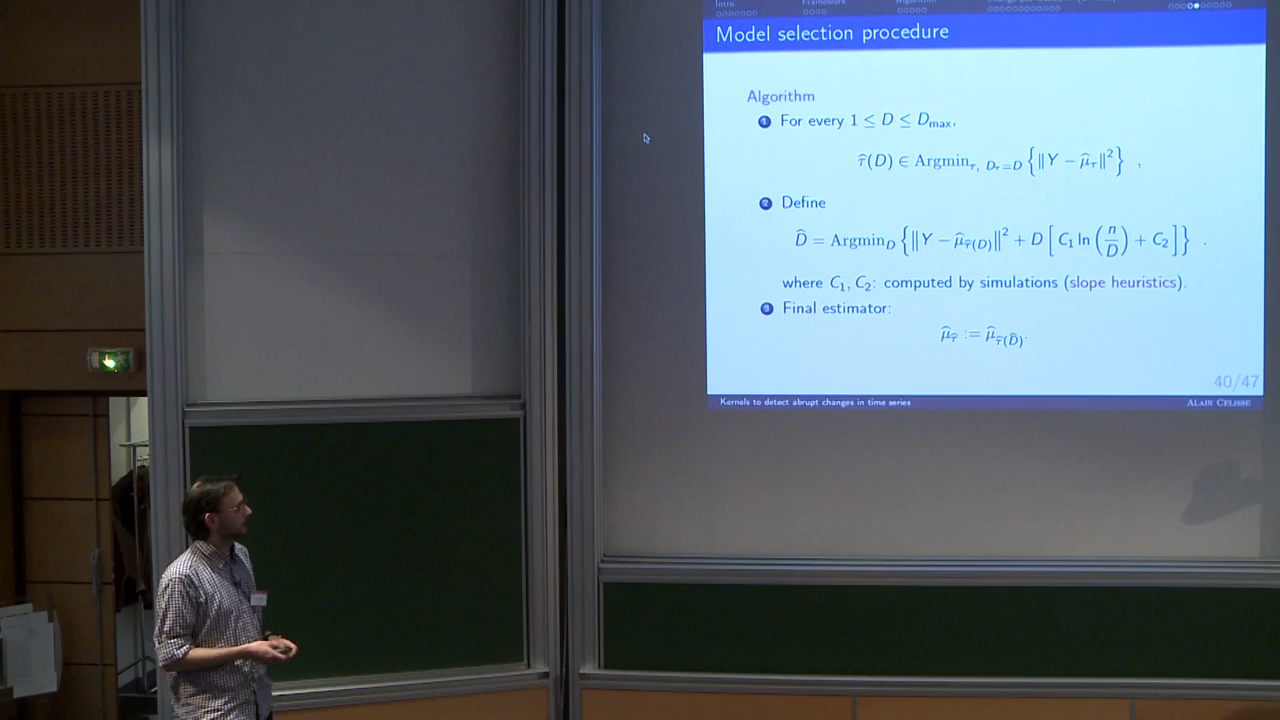 Intro Framework Algorithm
Model selection procedure
Algorithm
1 For every 1 ≤ D ≤ D_max,
τ̂(D) ∈ Argmin_{τ, D_τ=D} { ‖Y − μ̂_τ‖² } ,
2 Define
D̂ = Argmin_D { ‖Y − μ̂_{τ̂(D)}‖² + D [ C₁ ln (n/D) + C₂ ] } .
where C₁, C₂: computed by simulations (slope heuristics).
3 Final estimator:
μ̂_τ̂ := μ̂_{τ̂(D̂)}.
40/47
Kernels to detect abrupt changes in time series ALAIN CELISSE